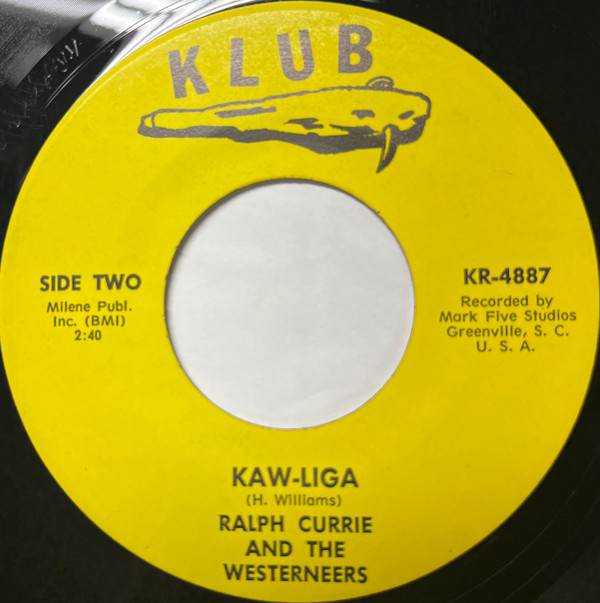 KLUB
SIDE TWO
Milene Publ.
Inc. (BMI)
2:40
KR-4887
Recorded by
Mark Five Studios
Greenville, S. C.
U. S. A.
KAW-LIGA
(H. Williams)
RALPH CURRIE
AND THE
WESTERNEERS